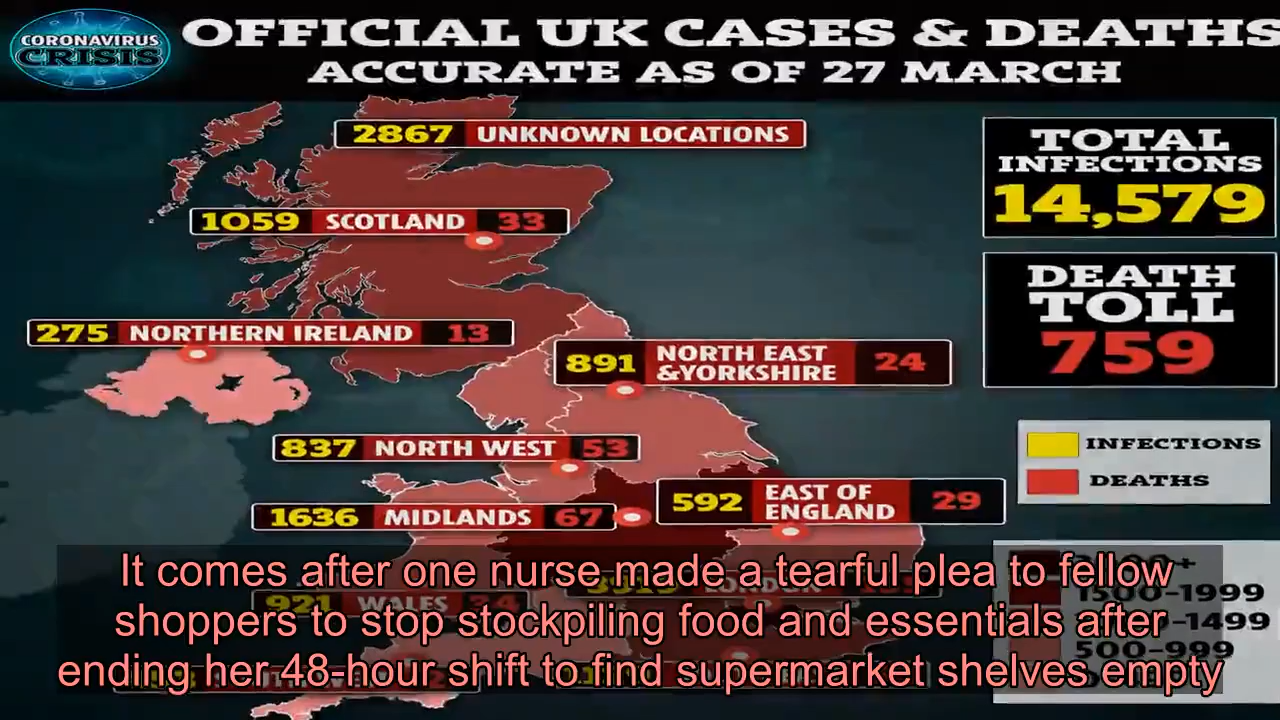 CORONAVIRUS
CRISIS
OFFICIAL UK CASES & DEATHS
ACCURATE AS OF 27 MARCH
2867 UNKNOWN LOCATIONS
TOTAL
INFECTIONS
14,579
1059 SCOTLAND 33
DEATH
TOLL
759
275 NORTHERN IRELAND 13
891 NORTH EAST
&YORKSHIRE 24
INFECTIONS
DEATHS
837 NORTH WEST 53
592 EAST OF
ENGLAND 29
1636 MIDLANDS 67
It comes after one nurse made a tearful plea to fellow
shoppers to stop stockpiling food and essentials after
ending her 48-hour shift to find supermarket shelves empty
921 WALES
LONDON
1500-1999
-1499
500-999